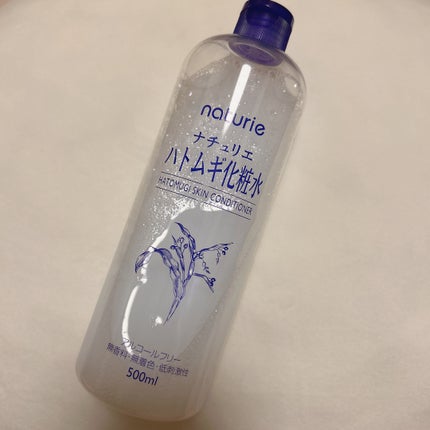 naturie
ナチュリエ
ハトムギ化粧水
HATOMUGI SKIN CONDITIONER
アルコールフリー
無香料・無着色・低刺激性
500ml